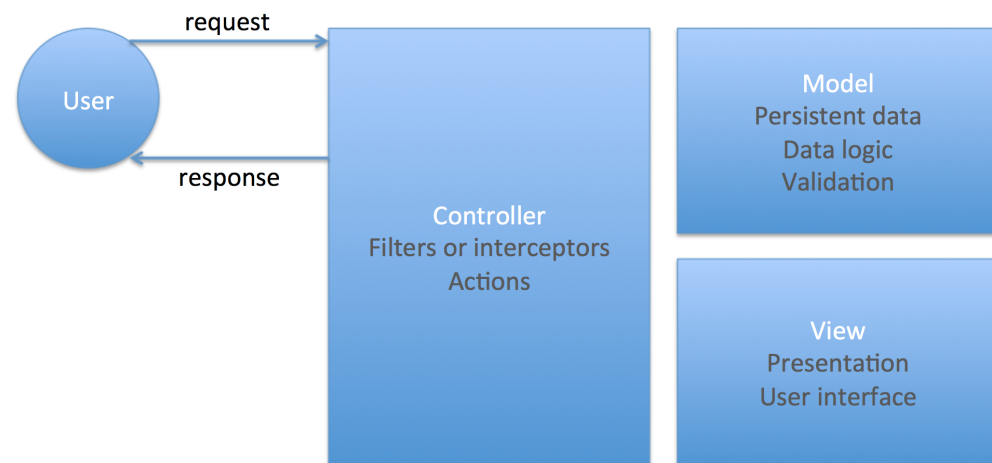 request
User
response
Controller
Filters or interceptors
Actions
Model
Persistent data
Data logic
Validation
View
Presentation
User interface